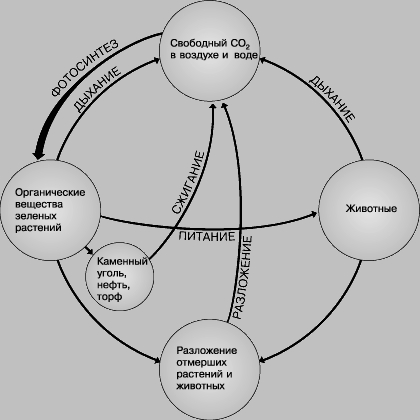 Свободный CO2
в воздухе и воде
ФОТОСИНТЕЗ
ДЫХАНИЕ
ДЫХАНИЕ
СЖИГАНИЕ
Органические
вещества
зеленых
растений
Животные
ПИТАНИЕ
РАЗЛОЖЕНИЕ
Каменный
уголь,
нефть,
торф
Разложение
отмерших
растений и
животных